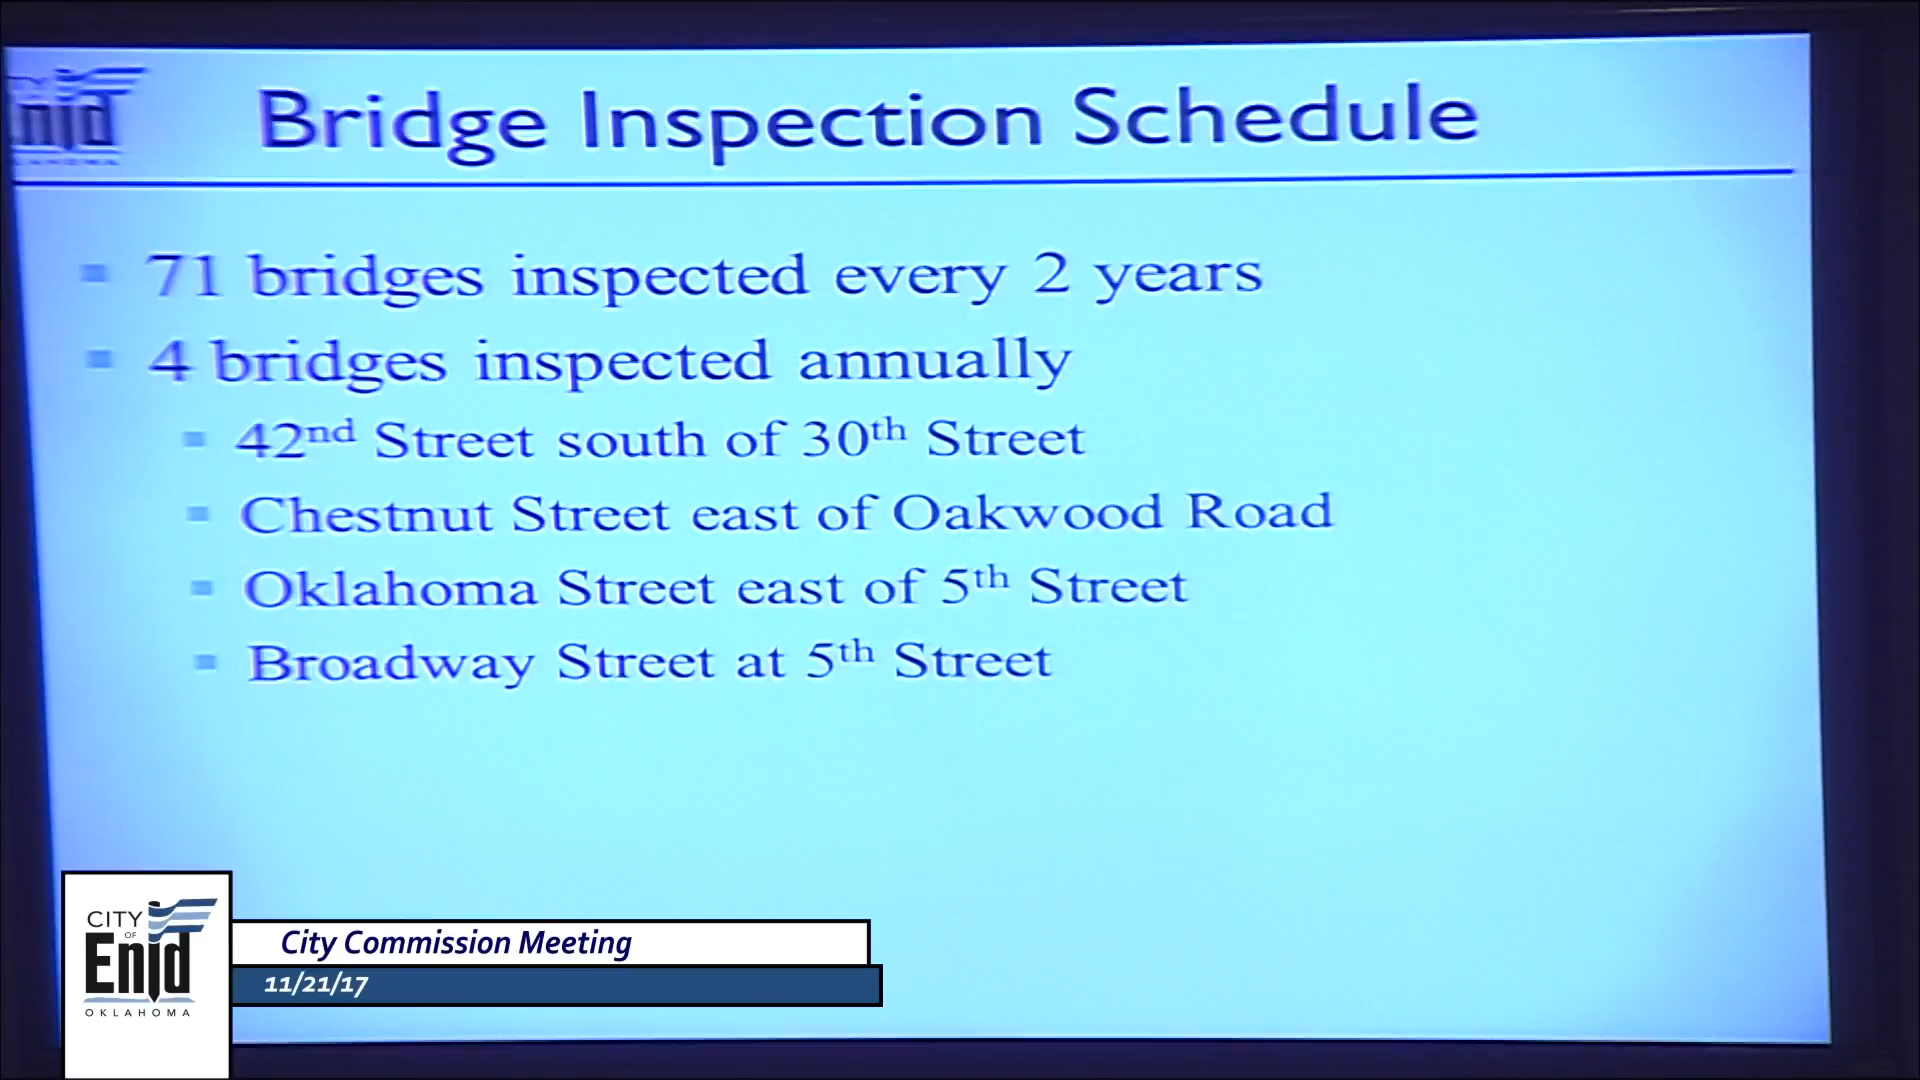 Enid
Bridge Inspection Schedule
71 bridges inspected every 2 years
4 bridges inspected annually
42nd Street south of 30th Street
Chestnut Street east of Oakwood Road
Oklahoma Street east of 5th Street
Broadway Street at 5th Street
CITY
OF
Enid
OKLAHOMA
City Commission Meeting
11/21/17